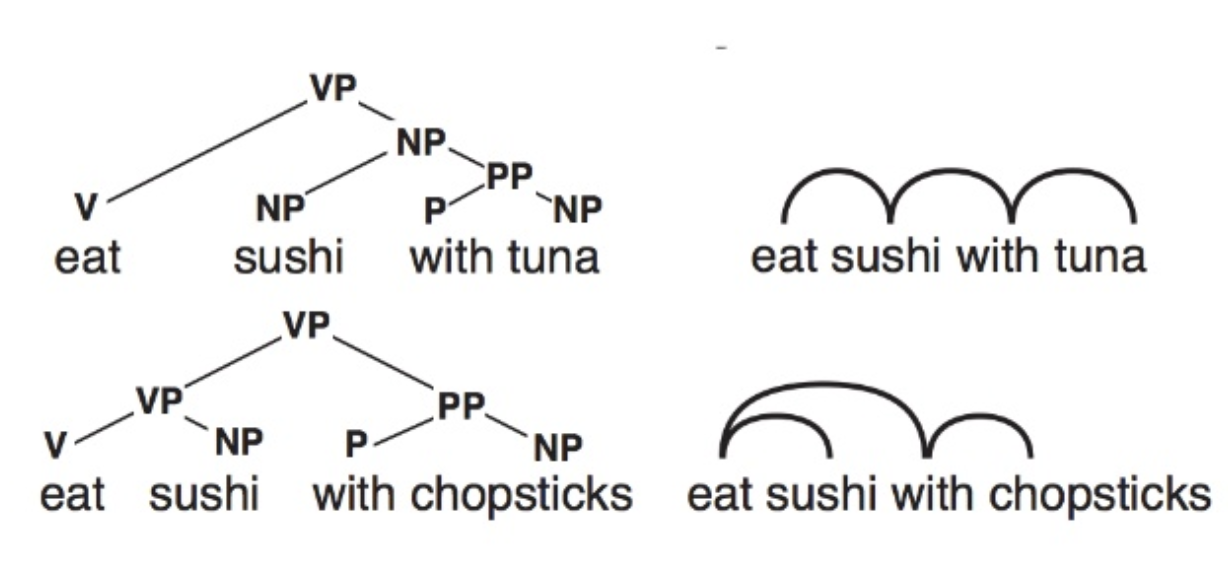 VP
NP
PP
V NP P NP
eat sushi with tuna
eat sushi with tuna
VP
VP PP
V NP P NP
eat sushi with chopsticks
eat sushi with chopsticks